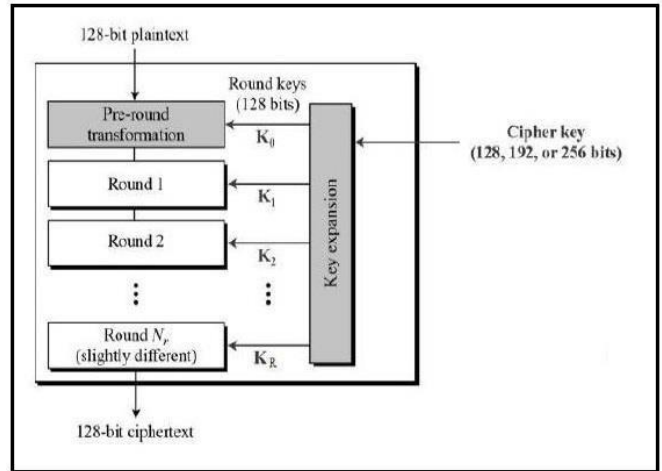 128-bit plaintext
Round keys
(128 bits)
Pre-round
transformation
K₀
Cipher key
(128, 192, or 256 bits)
Round 1
K₁
Round 2
K₂
Key expansion
Round Nᵣ
(slightly different)
K_R
128-bit ciphertext